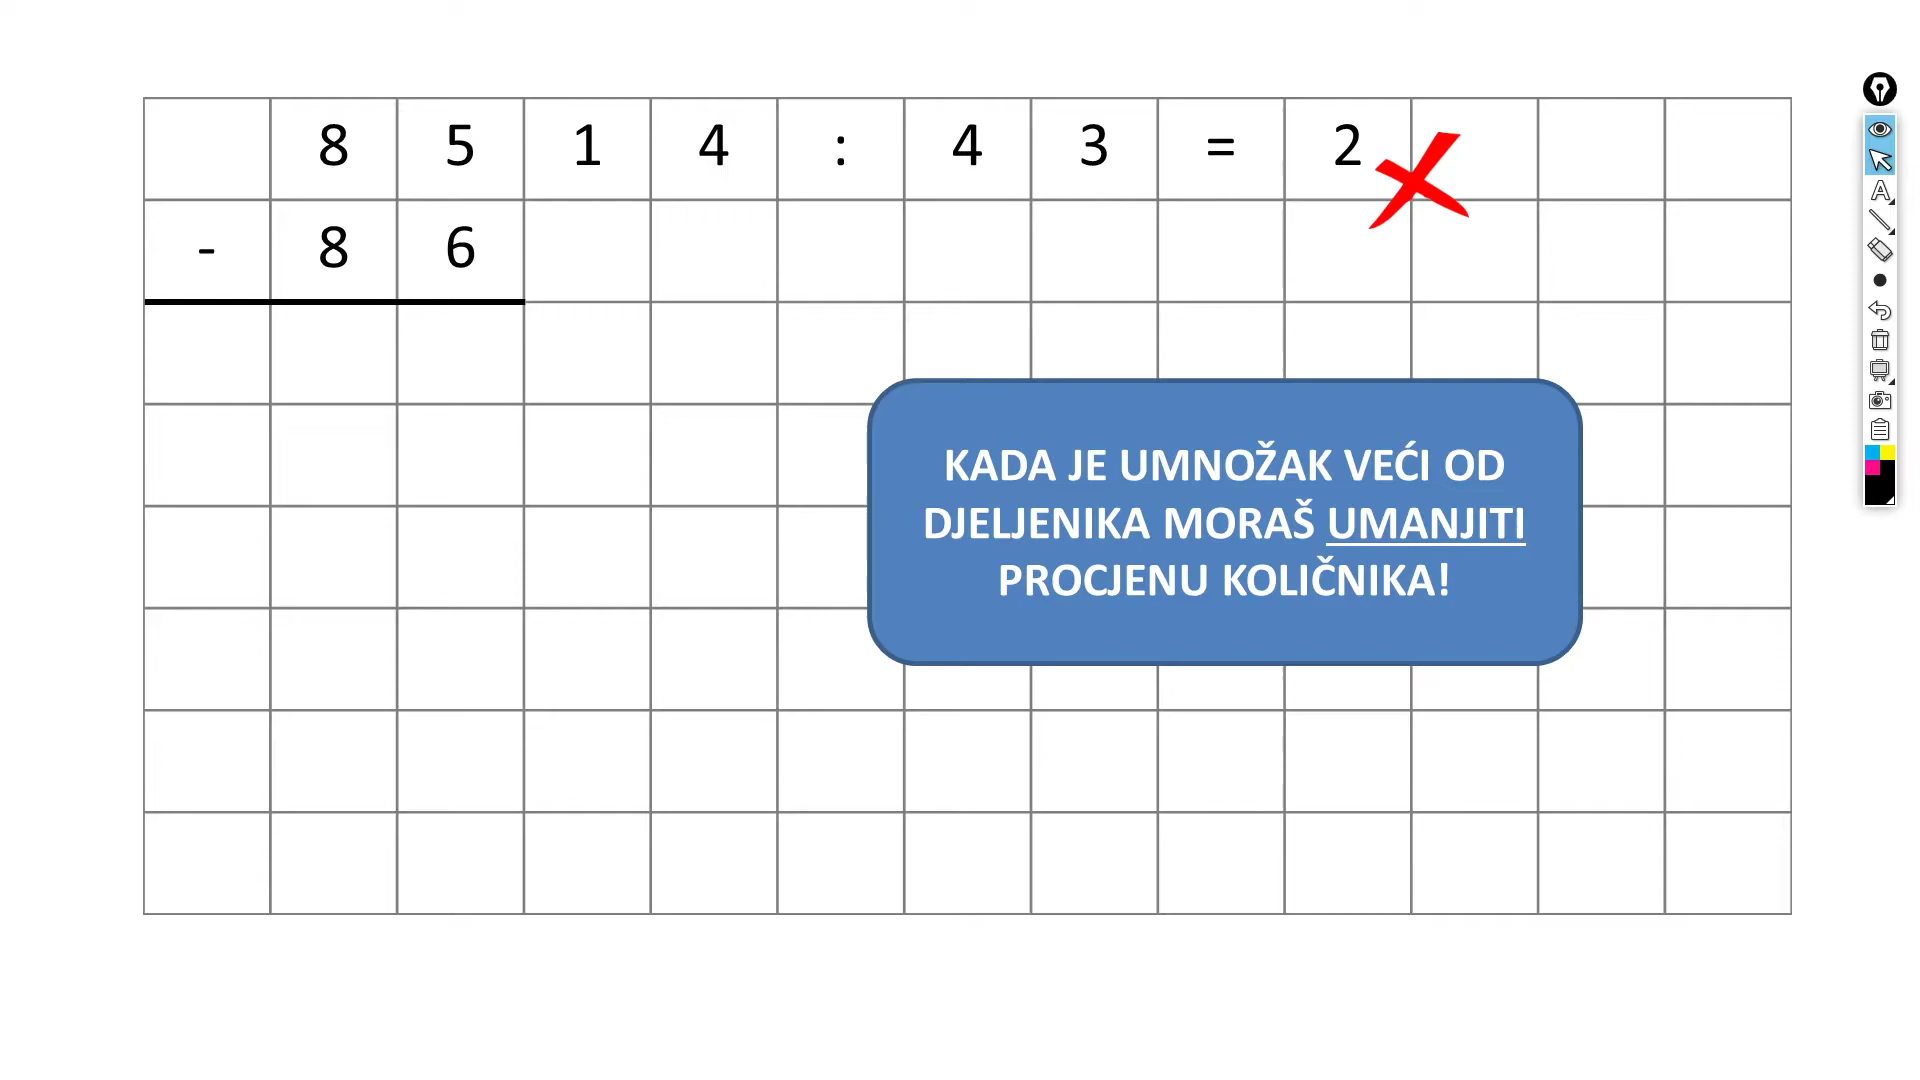 8 5 1 4 : 4 3 = 2
- 8 6
KADA JE UMNOŽAK VEĆI OD
DJELJENIKA MORAŠ UMANJITI
PROCJENU KOLIČNIKA!
A